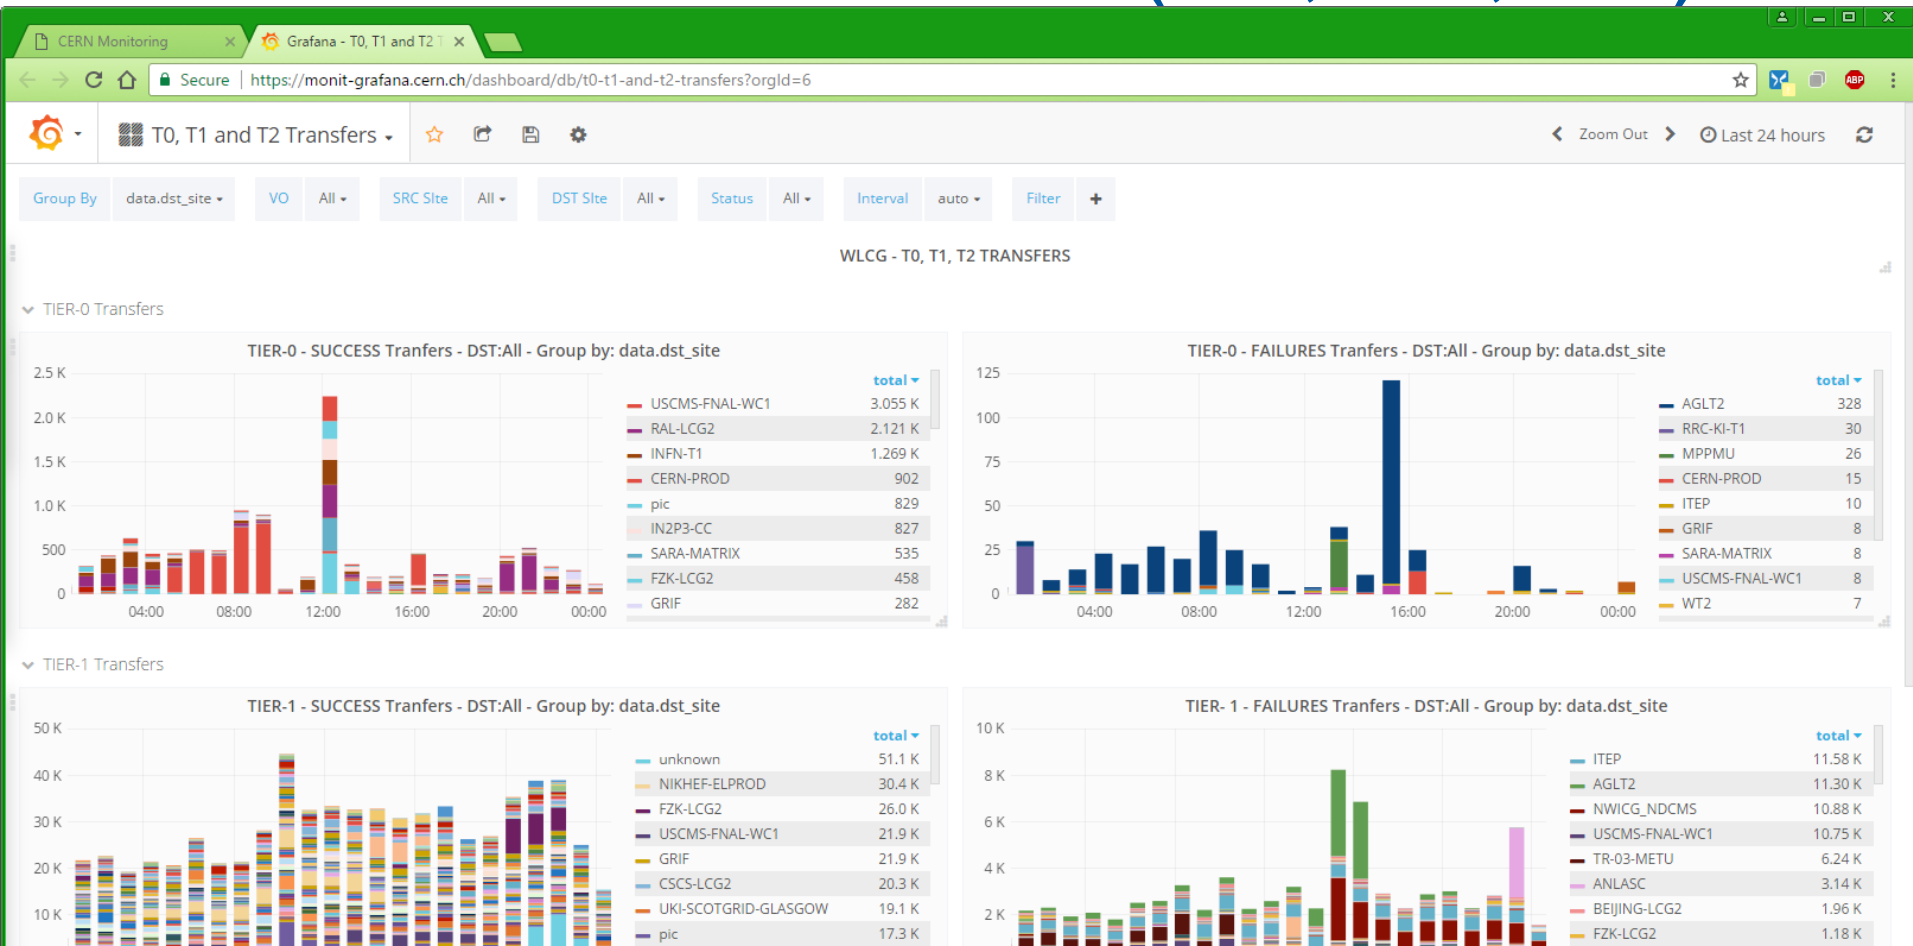 CERN Monitoring
Grafana - T0, T1 and T2 T
Secure https://monit-grafana.cern.ch/dashboard/db/t0-t1-and-t2-transfers?orgId=6
ABP
T0, T1 and T2 Transfers
Zoom Out
Last 24 hours
Group By data.dst_site VO All SRC SIte All DST SIte All Status All Interval auto Filter +
WLCG - T0, T1, T2 TRANSFERS
TIER-0 Transfers
TIER-0 - SUCCESS Tranfers - DST:All - Group by: data.dst_site
2.5 K
2.0 K
1.5 K
1.0 K
500
0
04:00 08:00 12:00 16:00 20:00 00:00
total
USCMS-FNAL-WC1 3.055 K
RAL-LCG2 2.121 K
INFN-T1 1.269 K
CERN-PROD 902
pic 829
IN2P3-CC 827
SARA-MATRIX 535
FZK-LCG2 458
GRIF 282
TIER-0 - FAILURES Tranfers - DST:All - Group by: data.dst_site
125
100
75
50
25
0
04:00 08:00 12:00 16:00 20:00 00:00
total
AGLT2 328
RRC-KI-T1 30
MPPMU 26
CERN-PROD 15
ITEP 10
GRIF 8
SARA-MATRIX 8
USCMS-FNAL-WC1 8
WT2 7
TIER-1 Transfers
TIER-1 - SUCCESS Tranfers - DST:All - Group by: data.dst_site
50 K
40 K
30 K
20 K
10 K
total
unknown 51.1 K
NIKHEF-ELPROD 30.4 K
FZK-LCG2 26.0 K
USCMS-FNAL-WC1 21.9 K
GRIF 21.9 K
CSCS-LCG2 20.3 K
UKI-SCOTGRID-GLASGOW 19.1 K
pic 17.3 K
TIER- 1 - FAILURES Tranfers - DST:All - Group by: data.dst_site
10 K
8 K
6 K
4 K
2 K
total
ITEP 11.58 K
AGLT2 11.30 K
NWICG_NDCMS 10.88 K
USCMS-FNAL-WC1 10.75 K
TR-03-METU 6.24 K
ANLASC 3.14 K
BEIJING-LCG2 1.96 K
FZK-LCG2 1.18 K